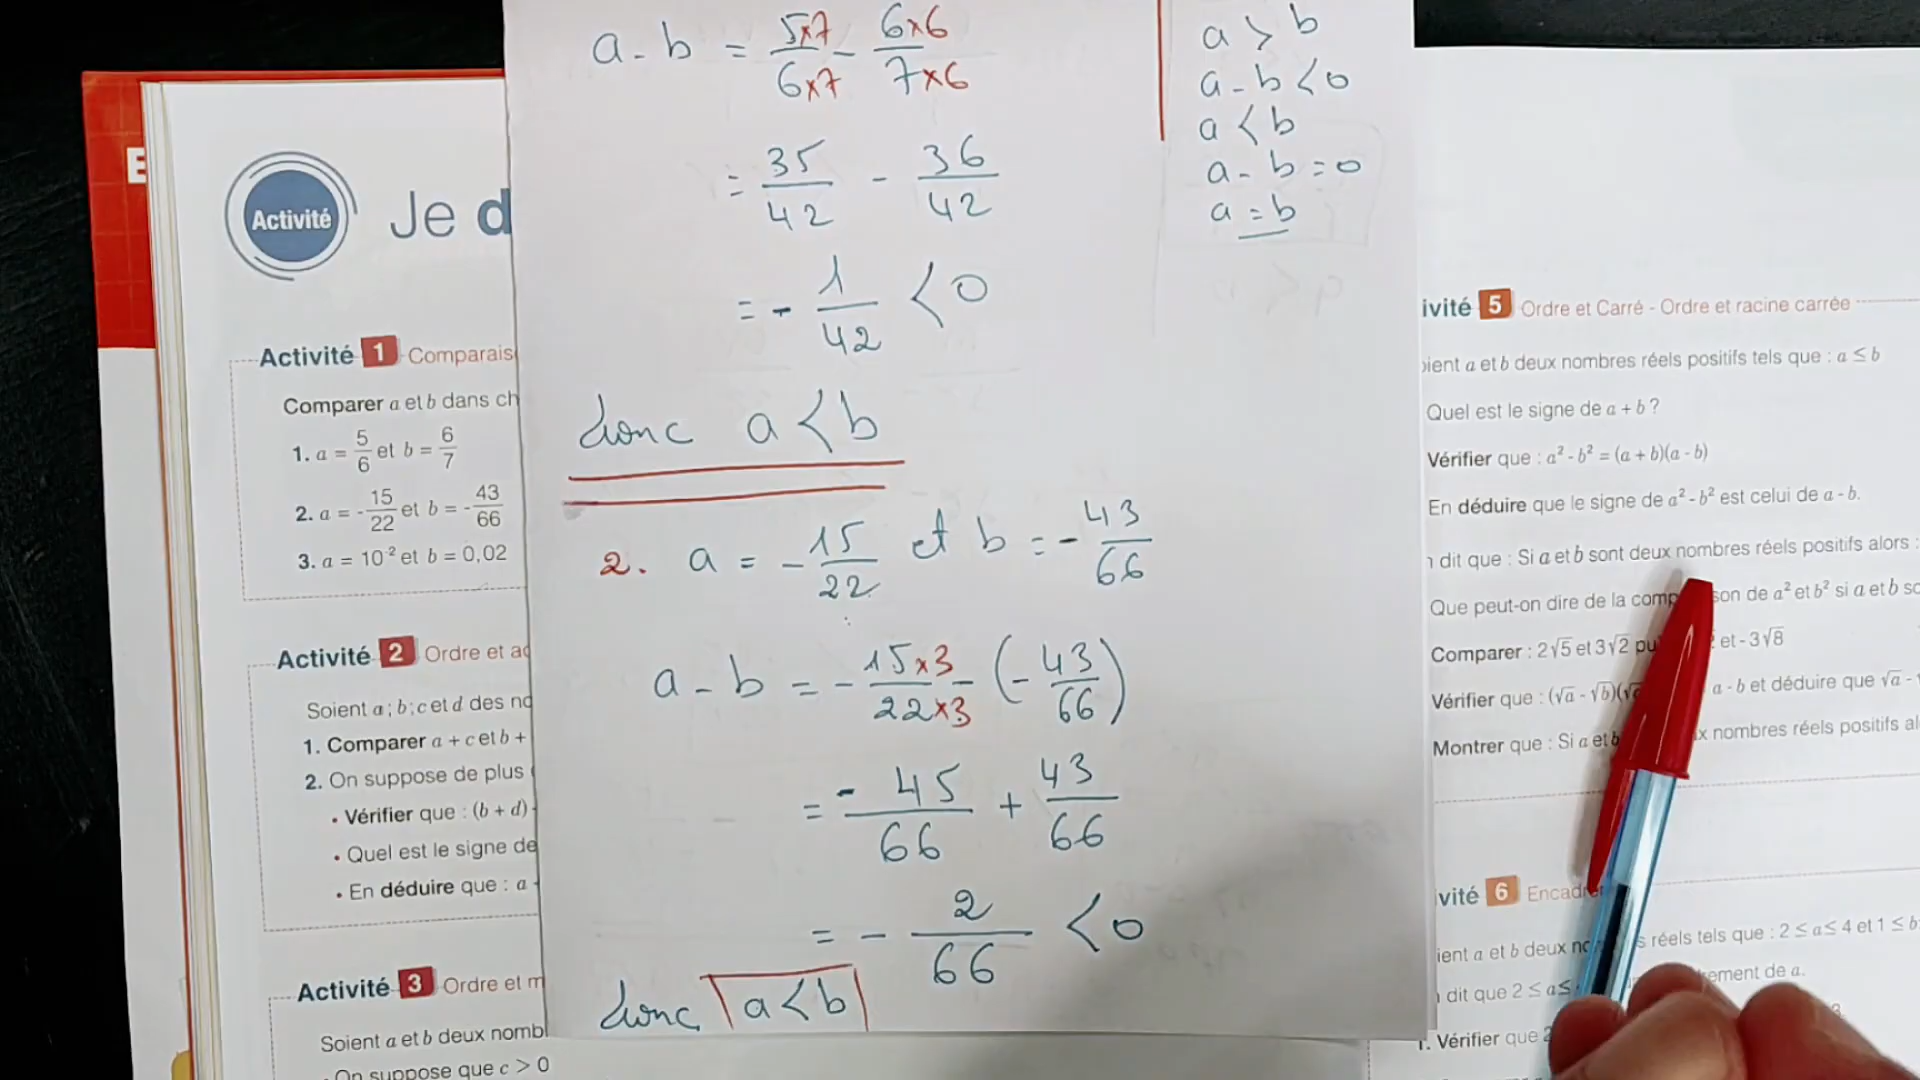 a - b = 5×7/6×7 - 6×6/7×6
= 35/42 - 36/42
= - 1/42 < 0
donc a < b
2. a = - 15/22 et b = - 43/66
a - b = - 15×3/22×3 - (- 43/66)
= - 45/66 + 43/66
= - 2/66 < 0
donc a < b
a > b
a - b < 0
a < b
a - b = 0
a = b
Activité
Je d
Activité 1 Comparais
Comparer a et b dans ch
1. a = 5/6 et b = 6/7
2. a = - 15/22 et b = - 43/66
3. a = 10⁻² et b = 0,02
Activité 2 Ordre et ad
Soient a ; b ; c et d des no
1. Comparer a + c et b +
2. On suppose de plus
• Vérifier que : (b + d) -
• Quel est le signe de
• En déduire que : a +
Activité 3 Ordre et m
Soient a et b deux nomb
• On suppose que c > 0
ivité 5 Ordre et Carré - Ordre et racine carrée
ient a et b deux nombres réels positifs tels que : a ≤ b
Quel est le signe de a + b ?
Vérifier que : a² - b² = (a + b)(a - b)
En déduire que le signe de a² - b² est celui de a - b.
n dit que : Si a et b sont deux nombres réels positifs alors :
Que peut-on dire de la comp son de a² et b² si a et b so
Comparer : 2√5 et 3√2 pu et - 3√8
Vérifier que : (√a - √b)(√ a - b et déduire que √a -
Montrer que : Si a et b x nombres réels positifs al
vité 6 Encadre
ient a et b deux no s réels tels que : 2 ≤ a ≤ 4 et 1 ≤ b
dit que 2 ≤ a ≤ rement de a.
1. Vérifier que 2